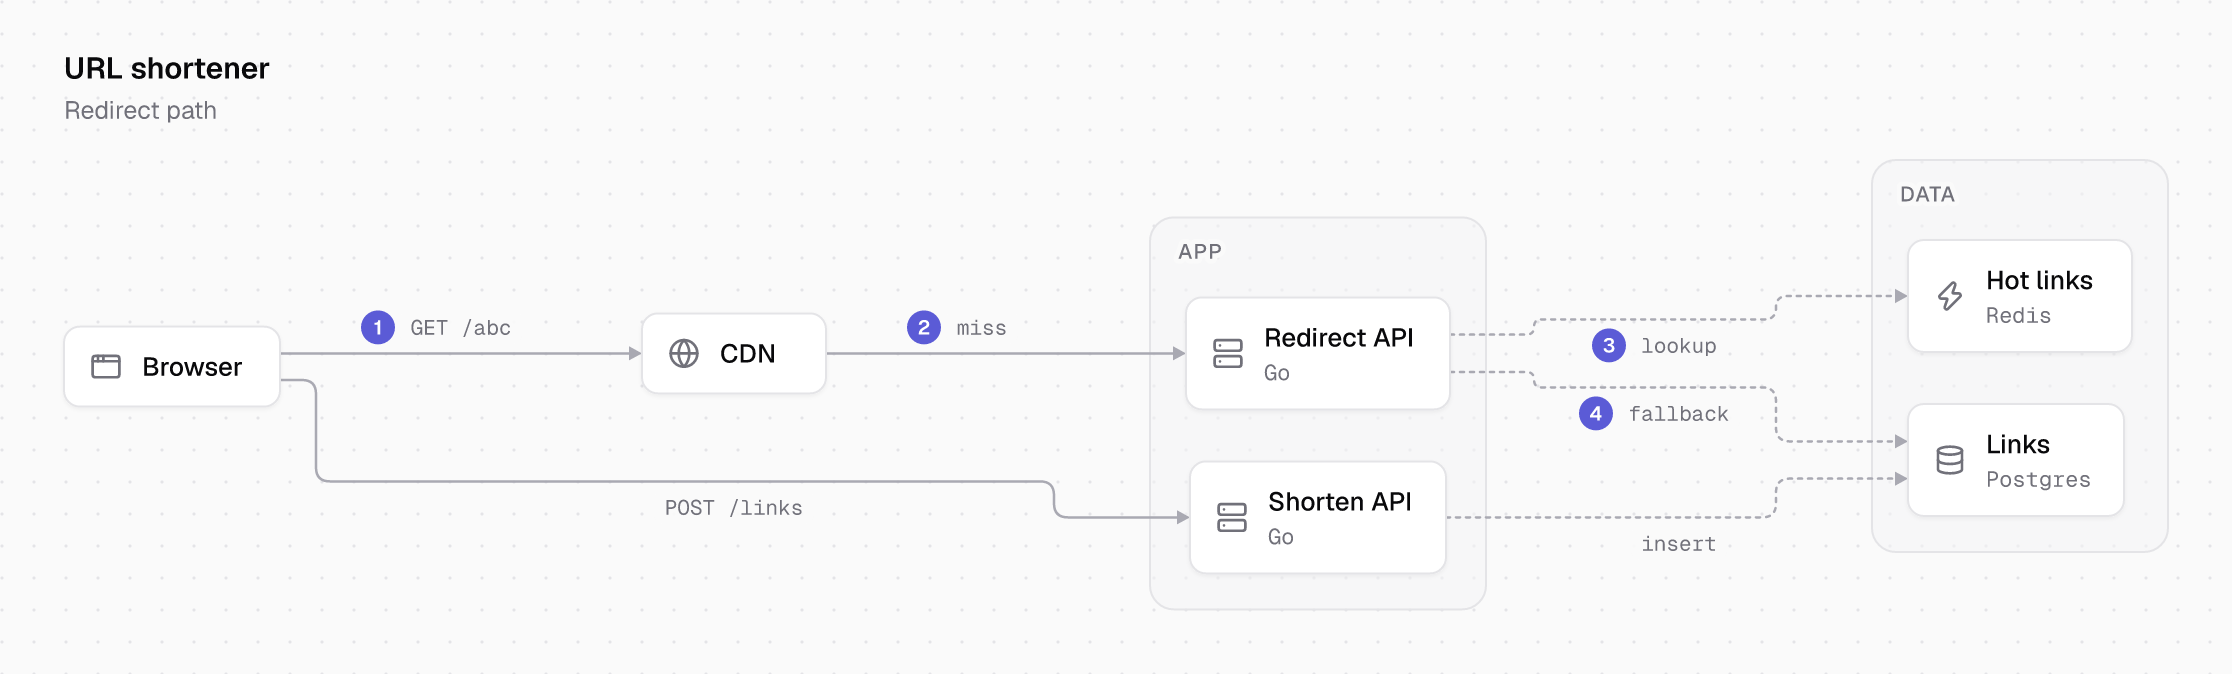 URL shortener
Redirect path
Browser
1 GET /abc
CDN
2 miss
POST /links
APP
Redirect API
Go
Shorten API
Go
3 lookup
4 fallback
insert
DATA
Hot links
Redis
Links
Postgres